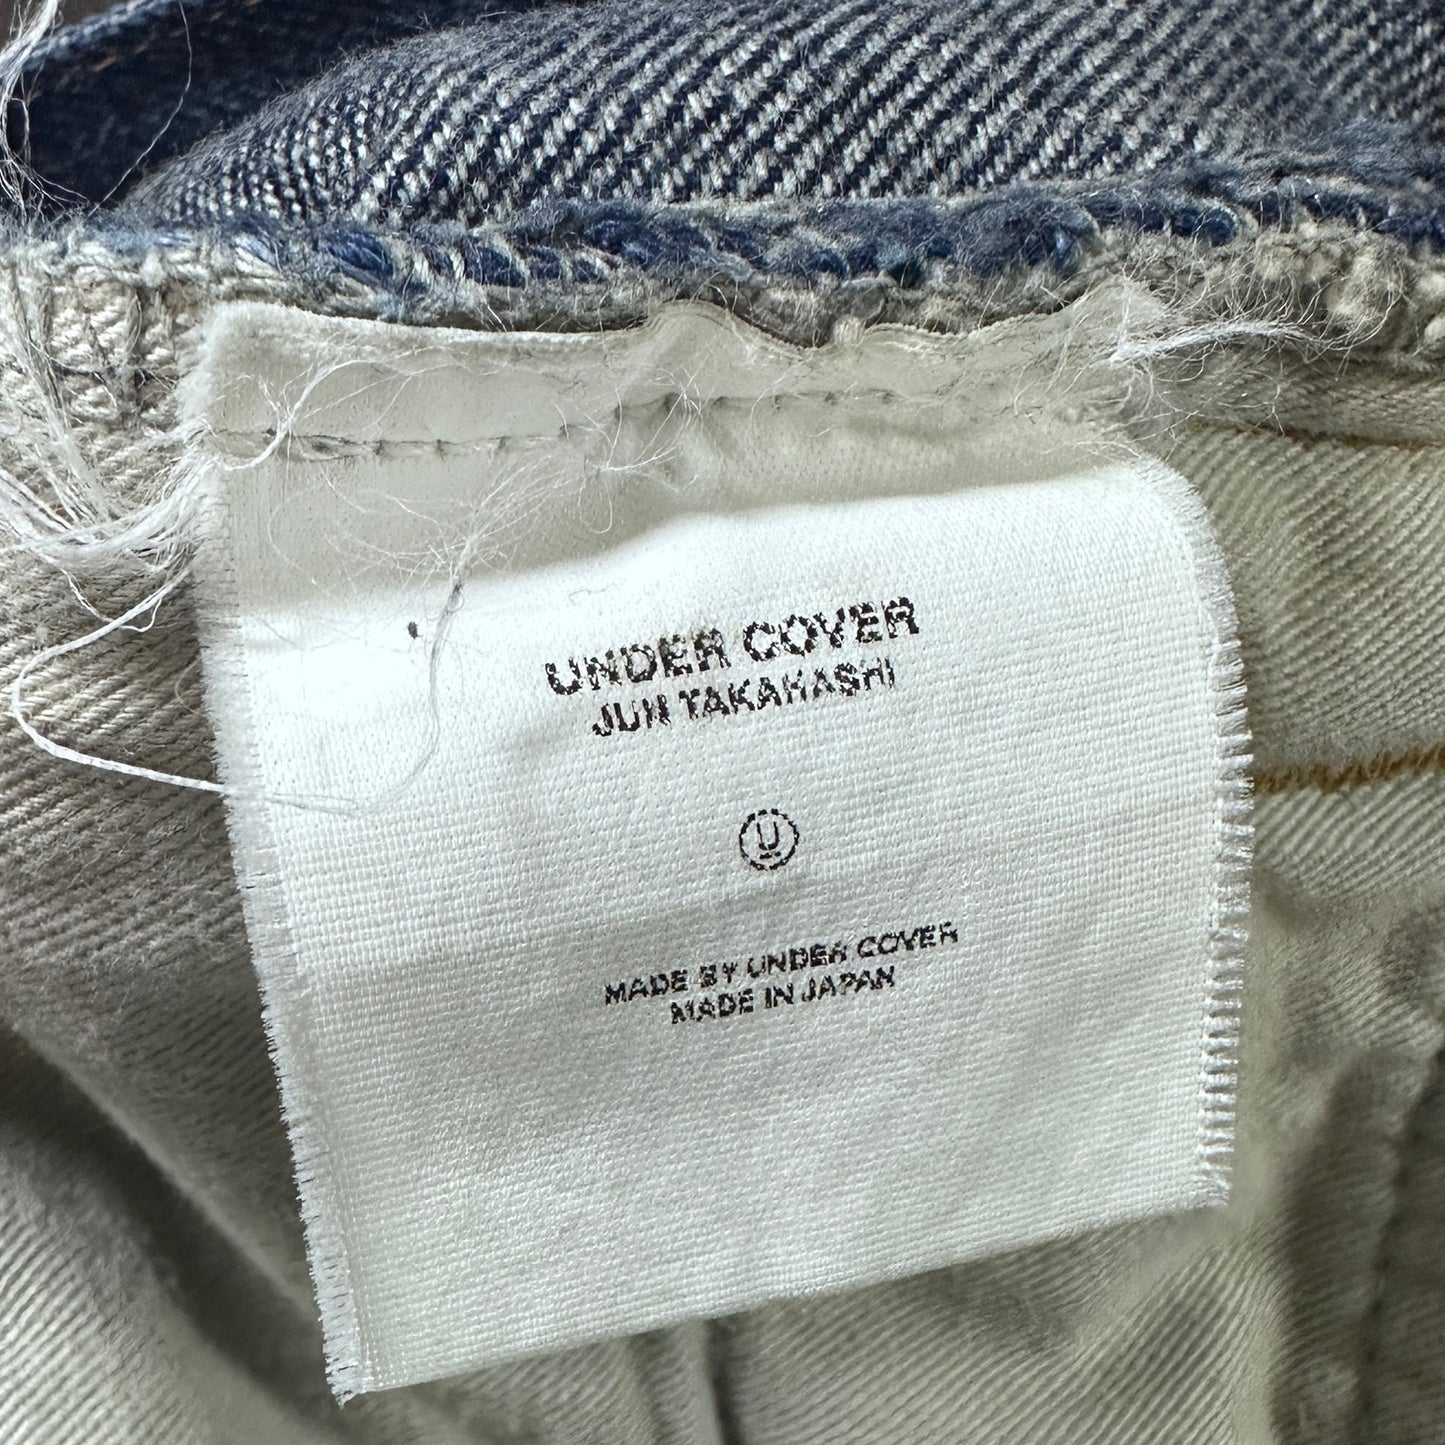 UNDER COVER
JUN TAKAHASHI
U
MADE BY UNDER COVER
MADE IN JAPAN